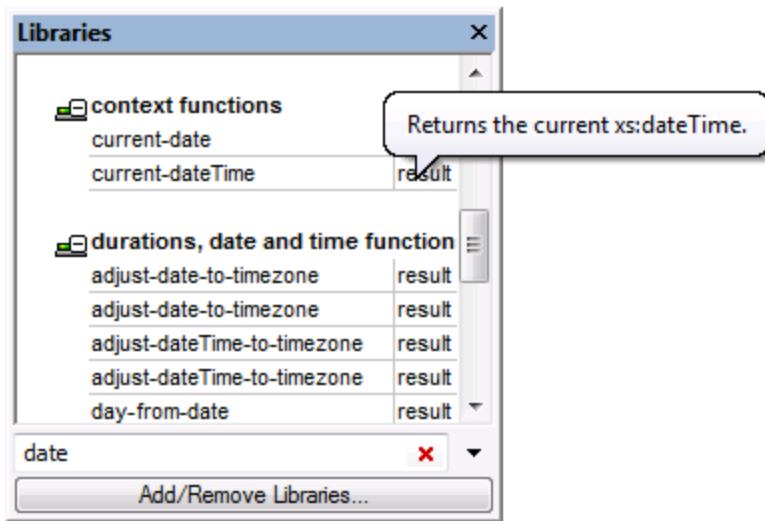 Libraries
context functions
current-date
Returns the current xs:dateTime.
current-dateTime result
durations, date and time function
adjust-date-to-timezone result
adjust-date-to-timezone result
adjust-dateTime-to-timezone result
adjust-dateTime-to-timezone result
day-from-date result
date
Add/Remove Libraries...